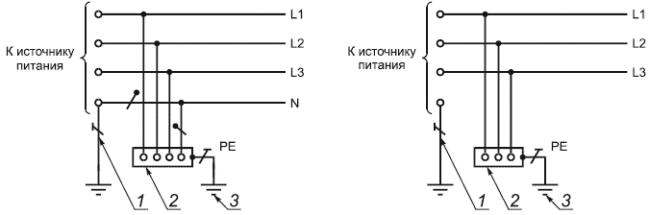 К источнику
питания
L1
L2
L3
N
PE
1
2
3
К источнику
питания
L1
L2
L3
PE
1
2
3